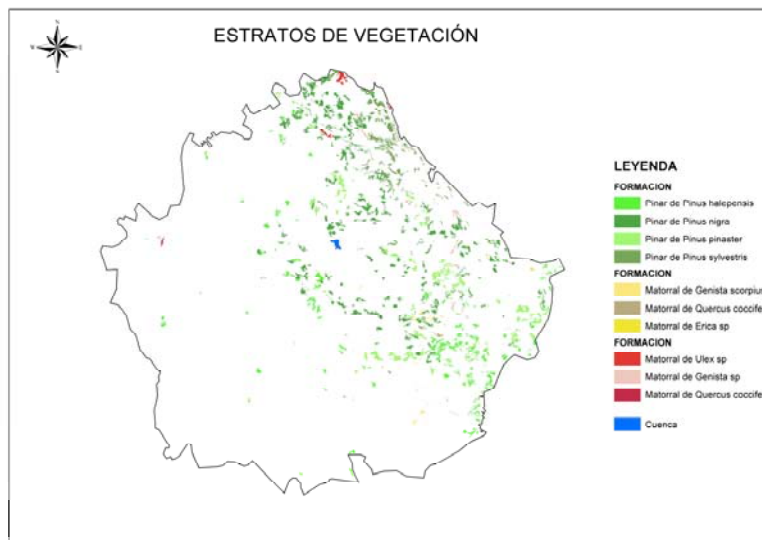 ESTRATOS DE VEGETACIÓN
LEYENDA
FORMACION
Pinar de Pinus halepensis
Pinar de Pinus nigra
Pinar de Pinus pinaster
Pinar de Pinus sylvestris
FORMACION
Matorral de Genista scorpius
Matorral de Quercus coccife
Matorral de Erica sp
FORMACION
Matorral de Ulex sp
Matorral de Genista sp
Matorral de Quercus coccife
Cuenca